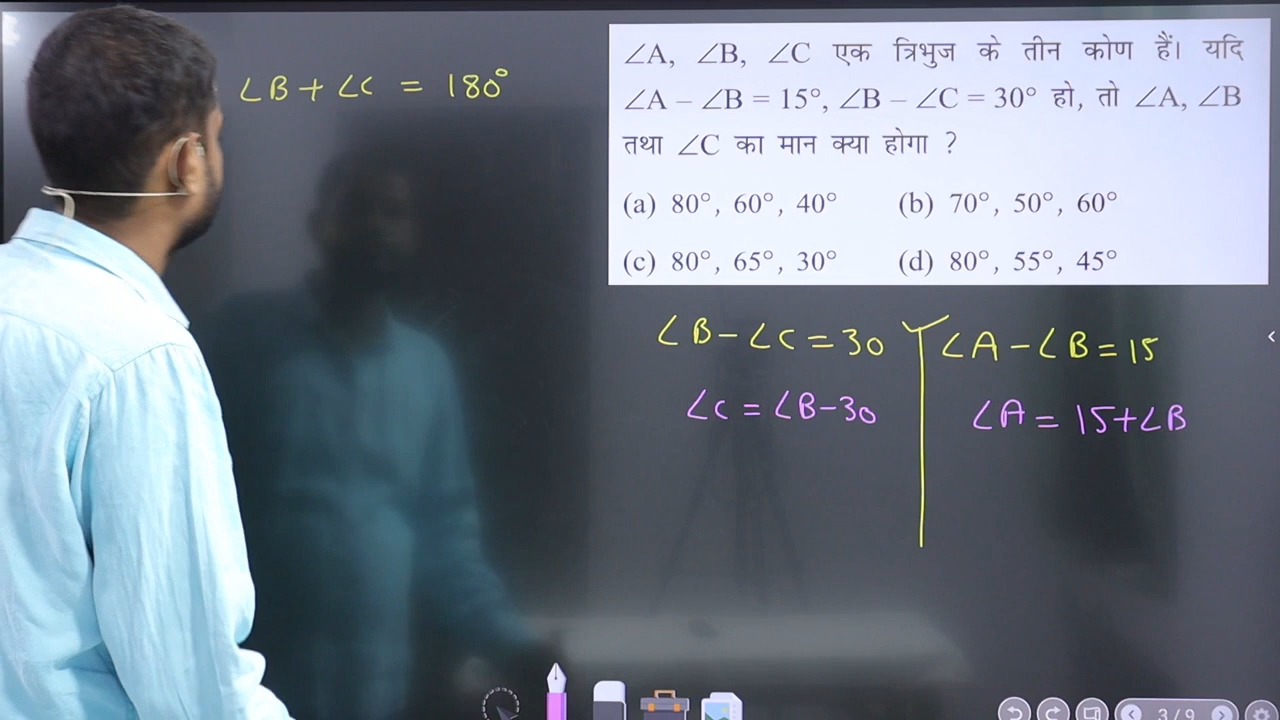 ∠B + ∠C = 180°
∠A, ∠B, ∠C एक त्रिभुज के तीन कोण हैं। यदि
∠A – ∠B = 15°, ∠B – ∠C = 30° हो, तो ∠A, ∠B
तथा ∠C का मान क्या होगा ?
(a) 80°, 60°, 40° (b) 70°, 50°, 60°
(c) 80°, 65°, 30° (d) 80°, 55°, 45°
∠B – ∠C = 30 ∠A – ∠B = 15
∠C = ∠B – 30 ∠A = 15 + ∠B
3 / 9